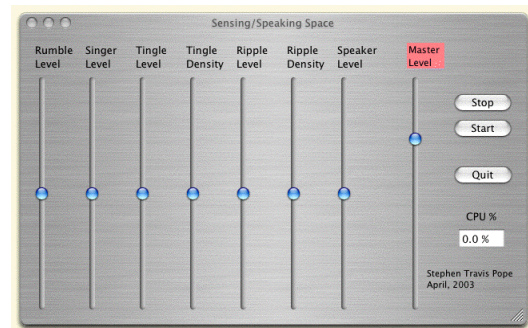 Sensing/Speaking Space
Rumble Singer Tingle Tingle Ripple Ripple Speaker Master
Level Level Level Density Level Density Level Level
Stop
Start
Quit
CPU %
0.0 %
Stephen Travis Pope
April, 2003